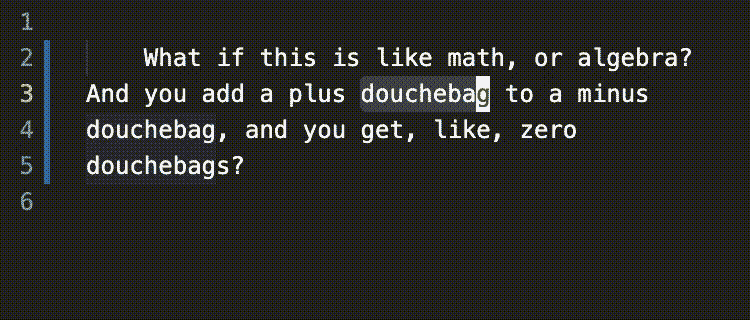 1
2 What if this is like math, or algebra?
3 And you add a plus douchebag to a minus
4 douchebag, and you get, like, zero
5 douchebags?
6